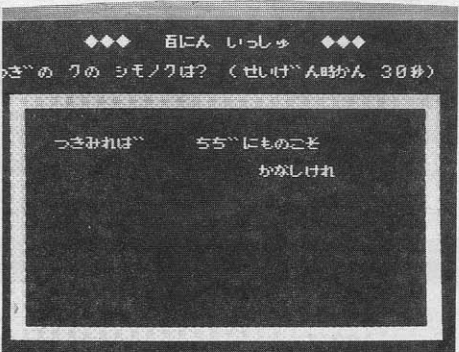 ◆◆◆ 百にん いっしゅ ◆◆◆
つぎ゛の クの シモノクは? (せいげ゛ん時かん 30秒)
つきみれば゛ ちぢ゛にものこそ
かなしけれ